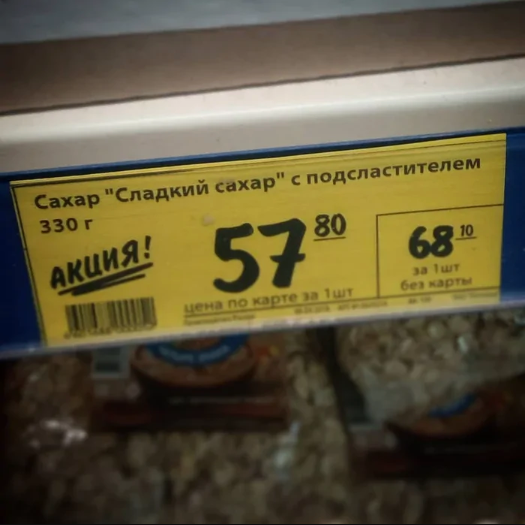 Сахар "Сладкий сахар" с подсластителем
330 г
АКЦИЯ!
57 80
цена по карте за 1шт
68 10
за 1шт
без карты